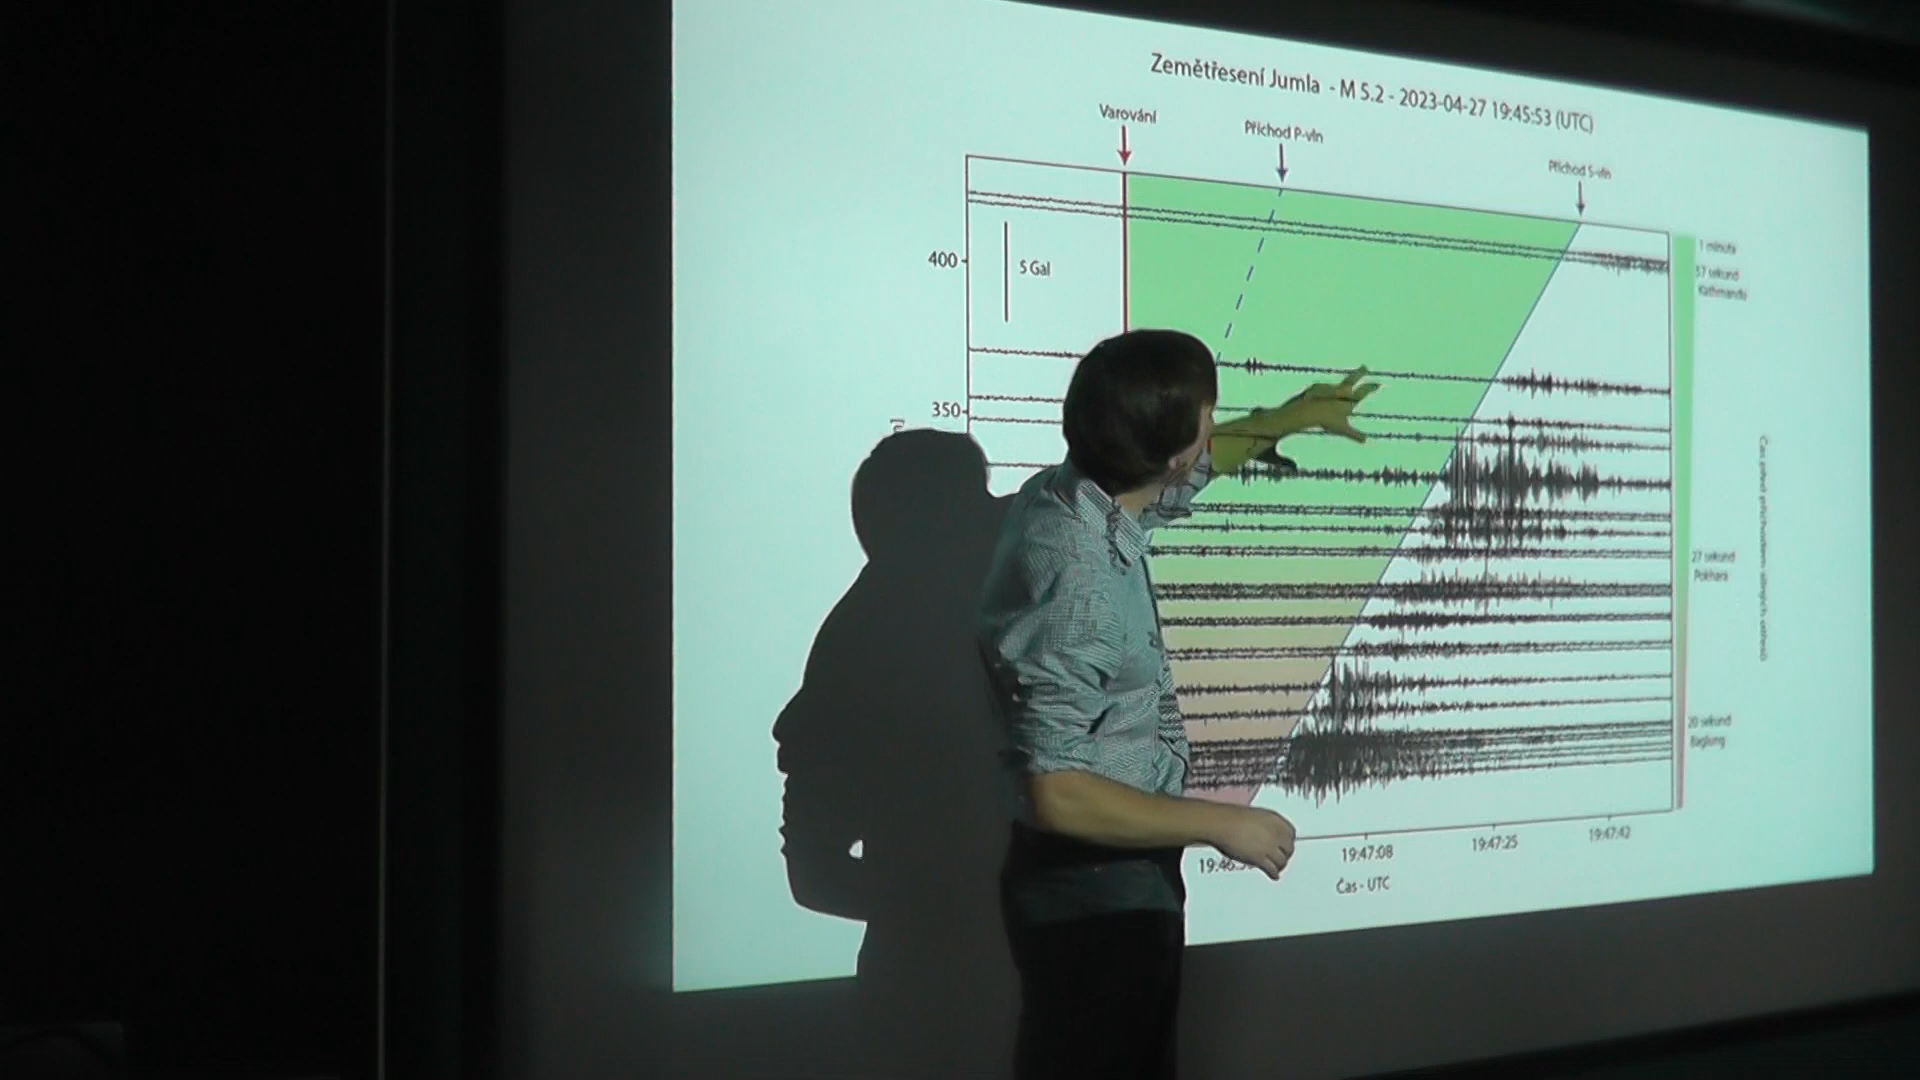 Zemětřesení Jumla - M 5.2 - 2023-04-27 19:45:53 (UTC)
Varování
Příchod P-vln
Příchod S-vln
400
5 Gal
350
1 minuta
37 sekund
Kathmandu
27 sekund
Pokhara
20 sekund
Baglung
19:47:08
19:47:25
19:47:42
Čas - UTC